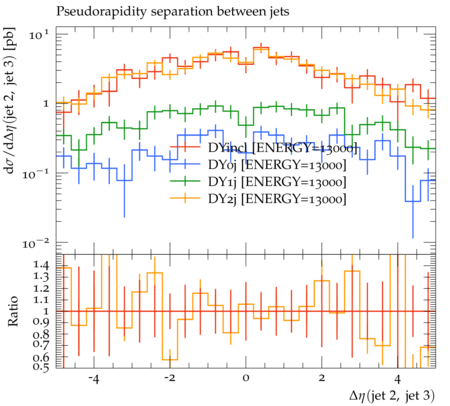 Pseudorapidity separation between jets
dσ/dΔη(jet 2, jet 3) [pb]
10¹
1
10⁻¹
10⁻²
DYincl [ENERGY=13000]
DY0j [ENERGY=13000]
DY1j [ENERGY=13000]
DY2j [ENERGY=13000]
Ratio
1.4
1.3
1.2
1.1
1
0.9
0.8
0.7
0.6
0.5
-4 -2 0 2 4
Δη(jet 2, jet 3)